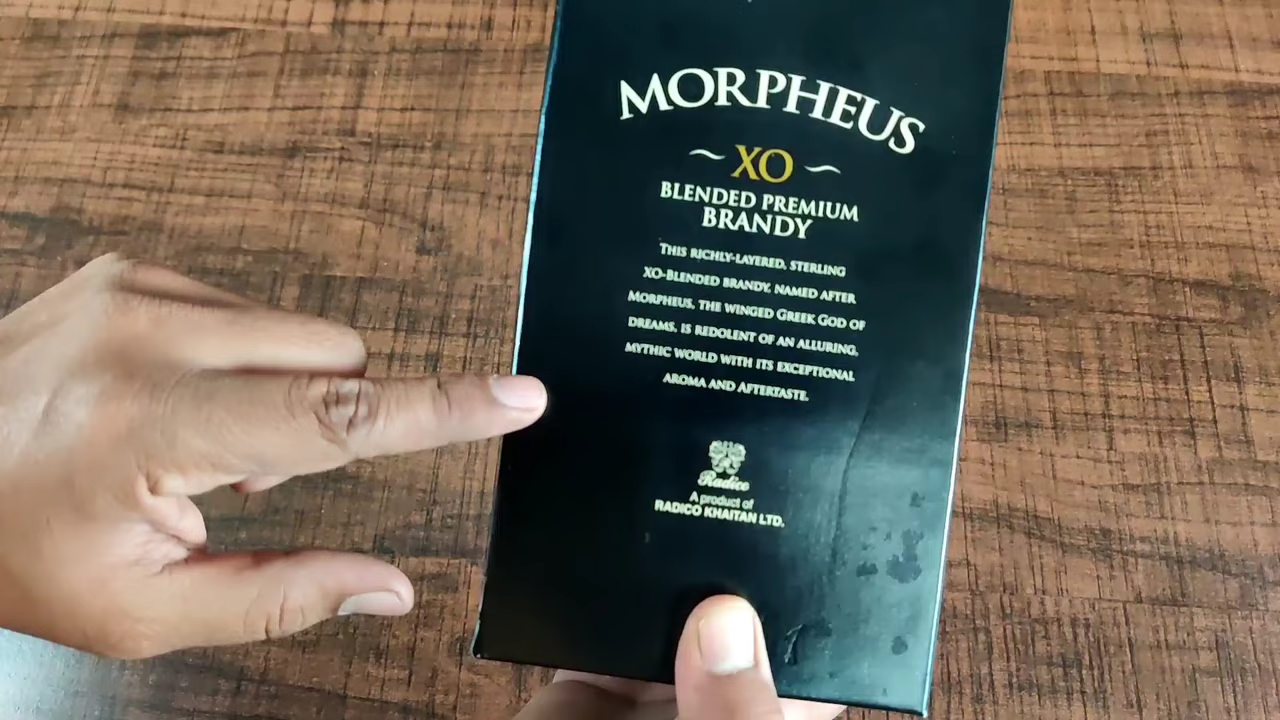 MORPHEUS
XO
BLENDED PREMIUM
BRANDY
THIS RICHLY-LAYERED, STERLING
XO-BLENDED BRANDY, NAMED AFTER
MORPHEUS, THE WINGED GREEK GOD OF
DREAMS, IS REDOLENT OF AN ALLURING,
MYTHIC WORLD WITH ITS EXCEPTIONAL
AROMA AND AFTERTASTE.
Radico
A product of
RADICO KHAITAN LTD.